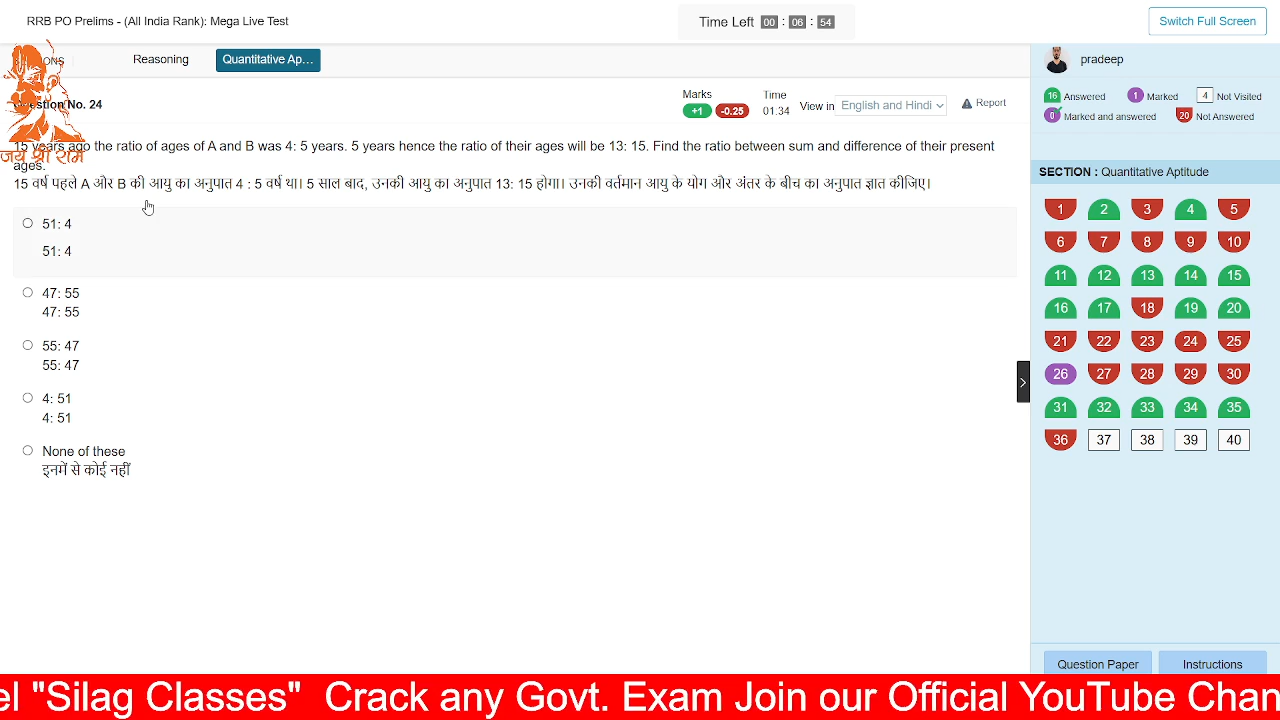 RRB PO Prelims - (All India Rank): Mega Live Test
Time Left 00 : 06 : 54
Switch Full Screen
Reasoning
Quantitative Ap...
pradeep
जय श्री राम
Question No. 24
Marks
+1 -0.25
Time
01:34
View in English and Hindi
Report
16 Answered
1 Marked
4 Not Visited
0 Marked and answered
20 Not Answered
15 years ago the ratio of ages of A and B was 4: 5 years. 5 years hence the ratio of their ages will be 13: 15. Find the ratio between sum and difference of their present
ages.
15 वर्ष पहले A और B की आयु का अनुपात 4 : 5 वर्ष था। 5 साल बाद, उनकी आयु का अनुपात 13: 15 होगा। उनकी वर्तमान आयु के योग और अंतर के बीच का अनुपात ज्ञात कीजिए।
51: 4
51: 4
47: 55
47: 55
55: 47
55: 47
4: 51
4: 51
None of these
इनमें से कोई नहीं
SECTION : Quantitative Aptitude
1 2 3 4 5
6 7 8 9 10
11 12 13 14 15
16 17 18 19 20
21 22 23 24 25
26 27 28 29 30
31 32 33 34 35
36 37 38 39 40
Question Paper
Instructions
el "Silag Classes" Crack any Govt. Exam Join our Official YouTube Chan